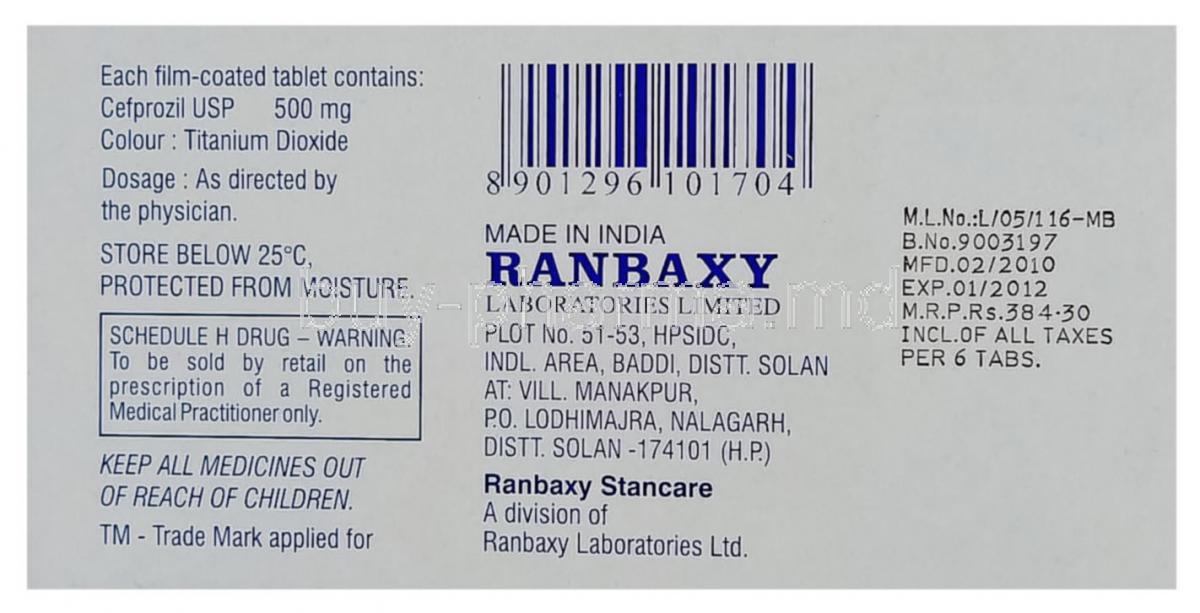 Each film-coated tablet contains:
Cefprozil USP 500 mg
Colour : Titanium Dioxide
Dosage : As directed by
the physician.
STORE BELOW 25°C,
PROTECTED FROM MOISTURE.
SCHEDULE H DRUG – WARNING:
To be sold by retail on the
prescription of a Registered
Medical Practitioner only.
KEEP ALL MEDICINES OUT
OF REACH OF CHILDREN.
TM - Trade Mark applied for
8 901296 101704
MADE IN INDIA
RANBAXY
LABORATORIES LIMITED
PLOT No. 51-53, HPSIDC,
INDL. AREA, BADDI, DISTT. SOLAN
AT: VILL. MANAKPUR,
P.O. LODHIMAJRA, NALAGARH,
DISTT. SOLAN -174101 (H.P.)
Ranbaxy Stancare
A division of
Ranbaxy Laboratories Ltd.
M.L.No.:L/05/116-MB
B.No.9003197
MFD.02/2010
EXP.01/2012
M.R.P.Rs.384·30
INCL.OF ALL TAXES
PER 6 TABS.
buy-pharma.md